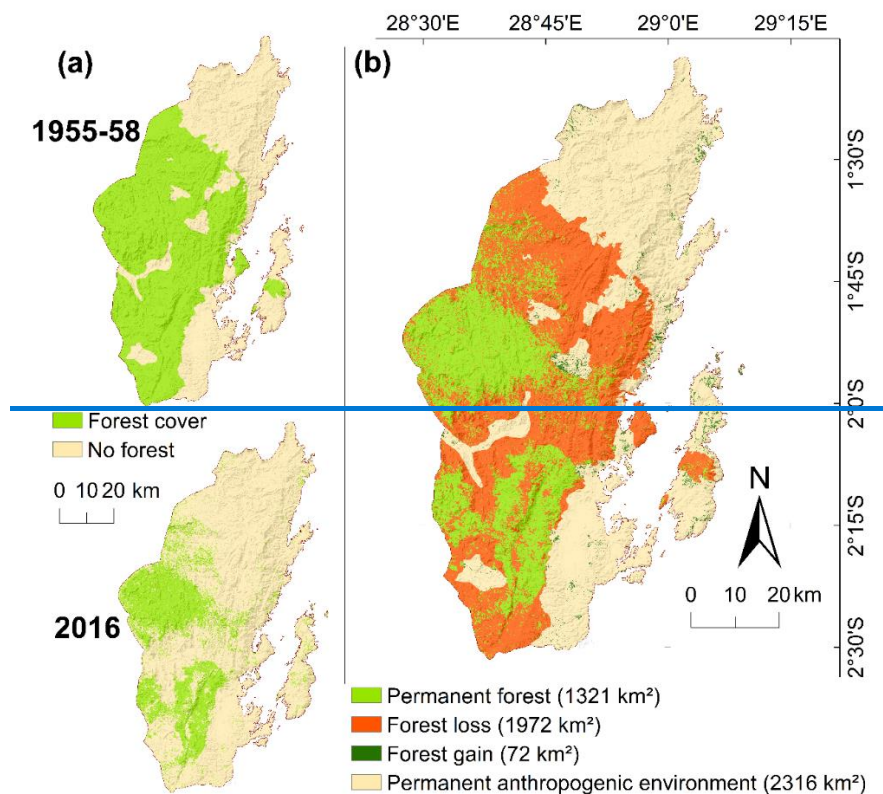 28°30'E 28°45'E 29°0'E 29°15'E
(a)
(b)
1955-58
1°30'S
1°45'S
2°0'S
Forest cover
No forest
0 10 20 km
N
2°15'S
0 10 20 km
2016
2°30'S
Permanent forest (1321 km²)
Forest loss (1972 km²)
Forest gain (72 km²)
Permanent anthropogenic environment (2316 km²)